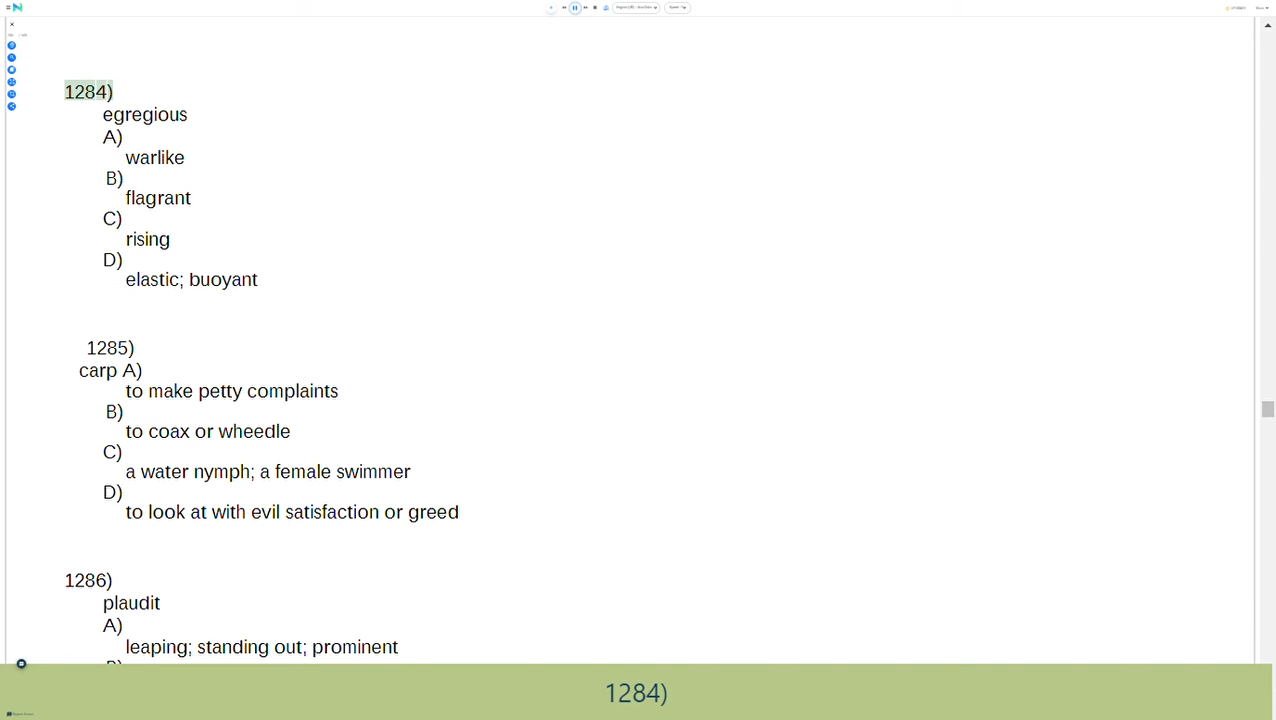 1284)
egregious
A)
warlike
B)
flagrant
C)
rising
D)
elastic; buoyant
1285)
carp A)
to make petty complaints
B)
to coax or wheedle
C)
a water nymph; a female swimmer
D)
to look at with evil satisfaction or greed
1286)
plaudit
A)
leaping; standing out; prominent
B)
1284)